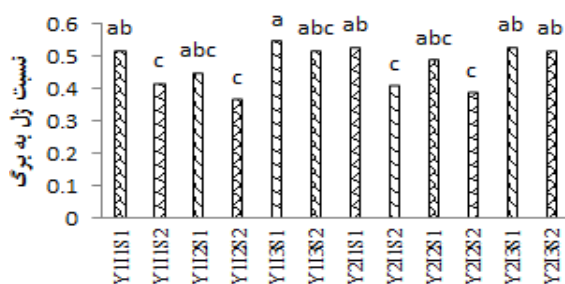 نسبت ژل به برگ
0.6
0.5
0.4
0.3
0.2
0.1
0
ab c abc c a abc ab c abc c ab ab
Y1I1S1 Y1I1S2 Y1I2S1 Y1I2S2 Y1I3S1 Y1I3S2 Y2I1S1 Y2I1S2 Y2I2S1 Y2I2S2 Y2I3S1 Y2I3S2